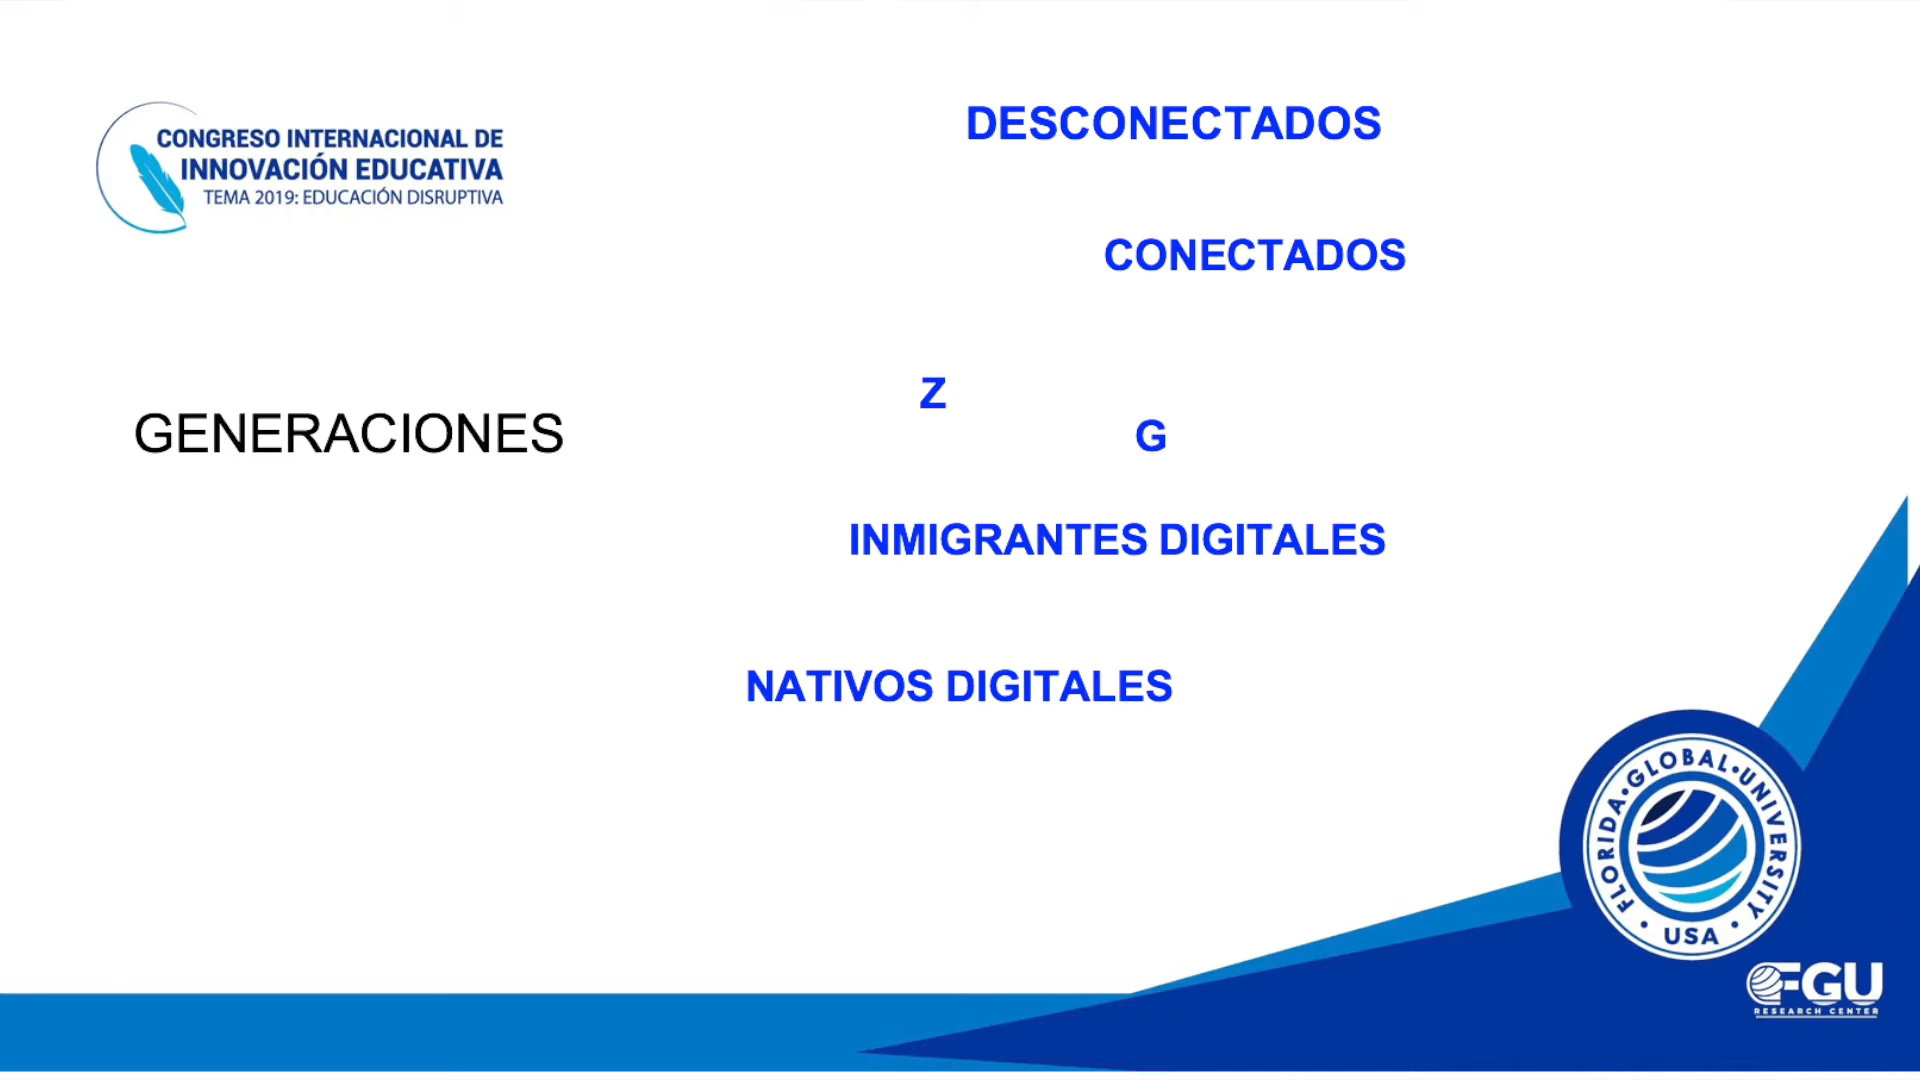 CONGRESO INTERNACIONAL DE
INNOVACIÓN EDUCATIVA
TEMA 2019: EDUCACIÓN DISRUPTIVA
DESCONECTADOS
CONECTADOS
GENERACIONES
Z
G
INMIGRANTES DIGITALES
NATIVOS DIGITALES
FLORIDA•GLOBAL•UNIVERSITY
• USA •
FGU
RESEARCH CENTER